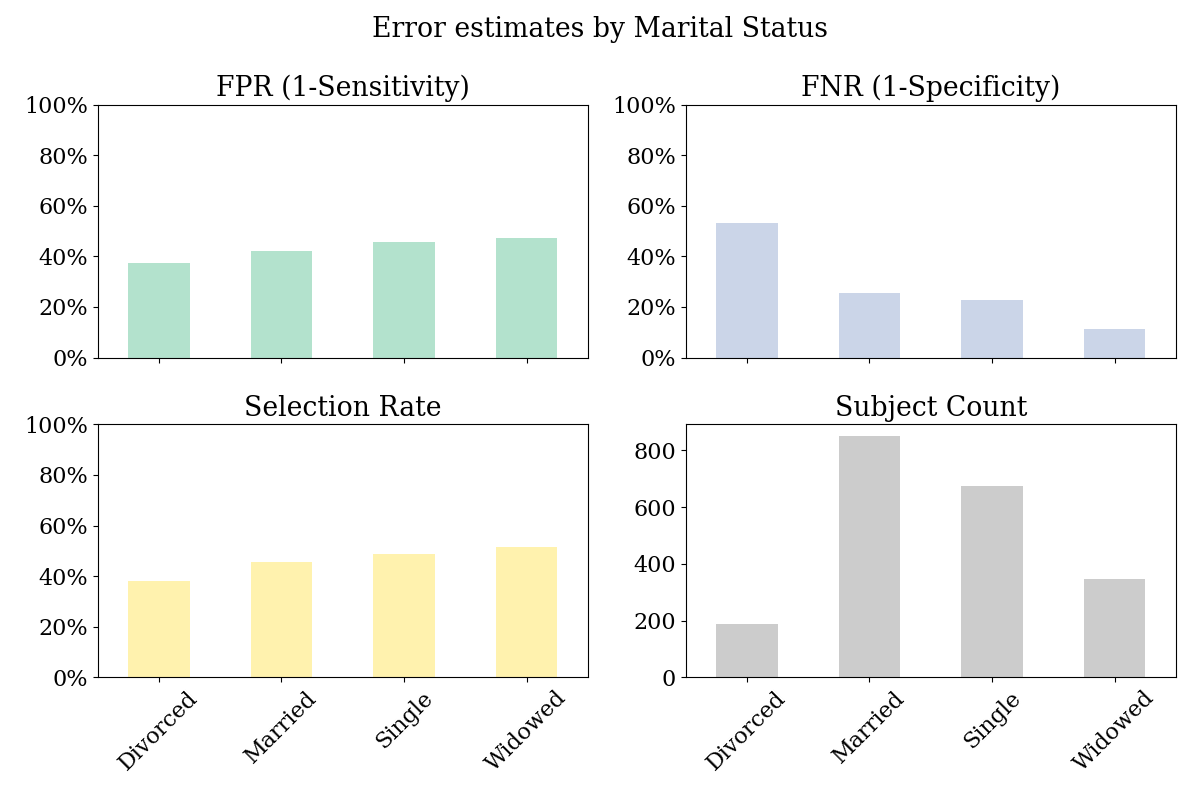 Error estimates by Marital Status
FPR (1-Sensitivity)
100%
80%
60%
40%
20%
0%
FNR (1-Specificity)
100%
80%
60%
40%
20%
0%
Selection Rate
100%
80%
60%
40%
20%
0%
Divorced
Married
Single
Widowed
Subject Count
800
600
400
200
0
Divorced
Married
Single
Widowed